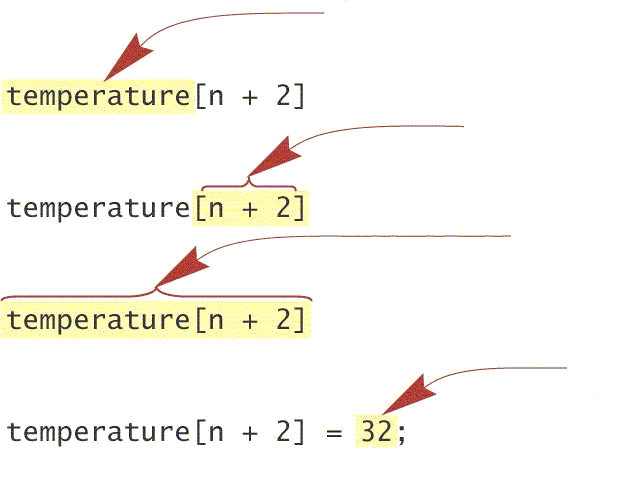 temperature[n + 2]
temperature[n + 2]
temperature[n + 2]
temperature[n + 2] = 32;